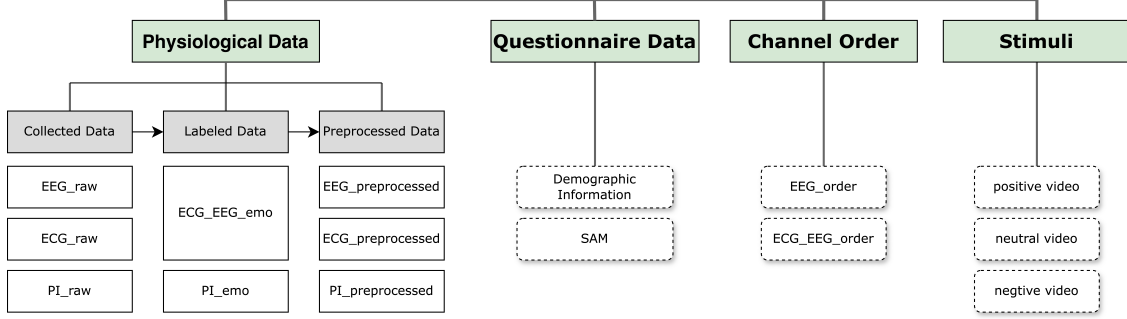 Physiological Data
Questionnaire Data
Channel Order
Stimuli
Collected Data
Labeled Data
Preprocessed Data
EEG_raw
ECG_EEG_emo
EEG_preprocessed
ECG_raw
ECG_preprocessed
PI_raw
PI_emo
PI_preprocessed
Demographic
Information
SAM
EEG_order
ECG_EEG_order
positive video
neutral video
negtive video